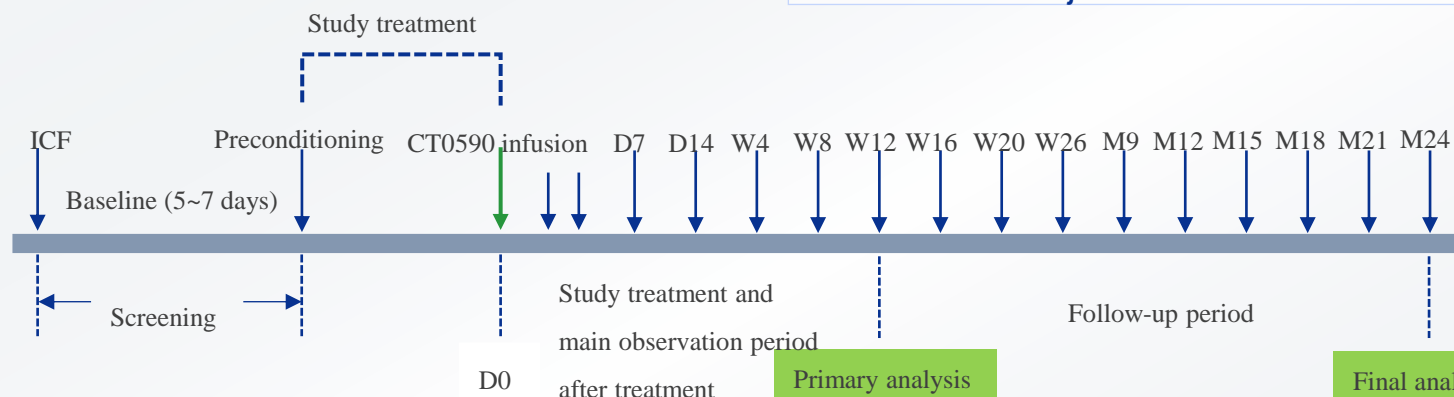 Study treatment
ICF
Preconditioning
CT0590 infusion
D7
D14
W4
W8
W12
W16
W20
W26
M9
M12
M15
M18
M21
M24
Baseline (5~7 days)
Screening
Study treatment and
main observation period
after treatment
Follow-up period
D0
Primary analysis
Final